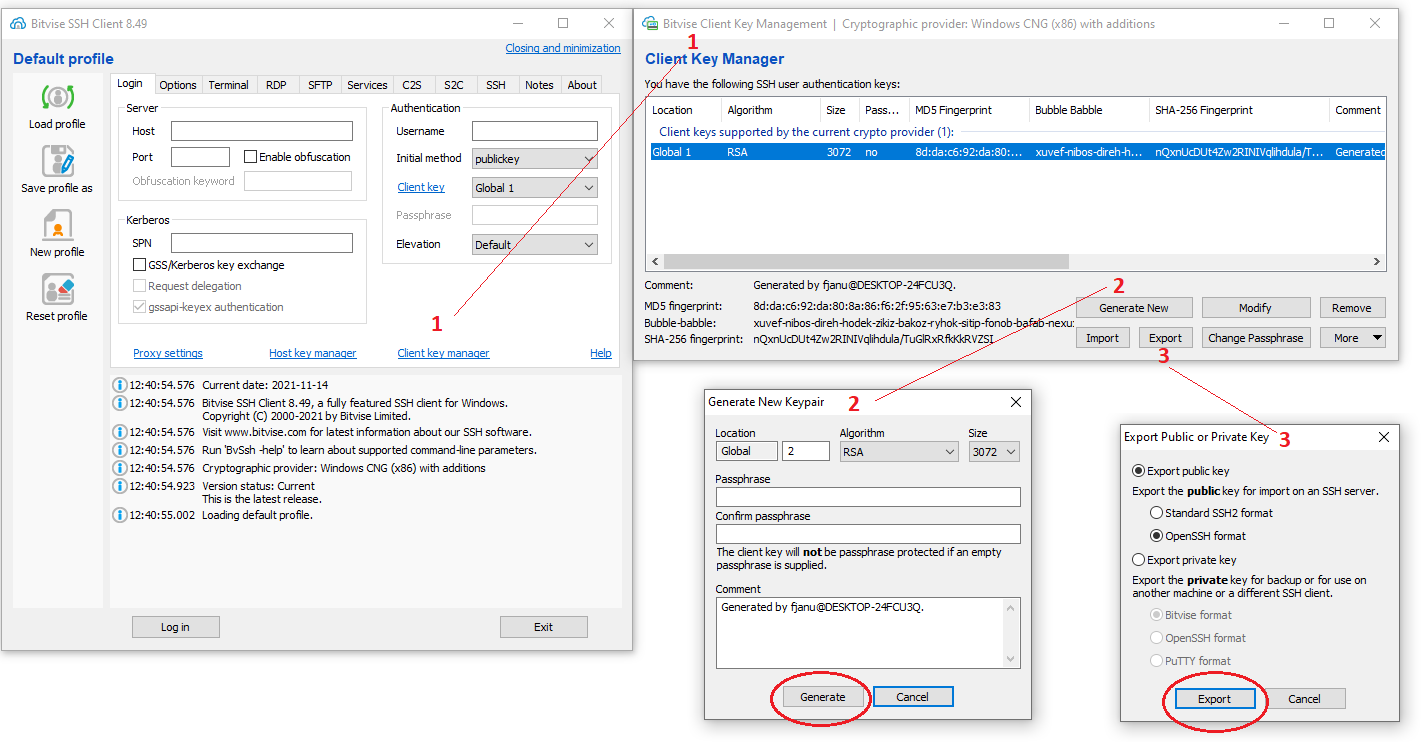 Bitvise SSH Client 8.49
Default profile
Closing and minimization
Load profile
Save profile as
New profile
Reset profile
Login Options Terminal RDP SFTP Services C2S S2C SSH Notes About
Server
Host
Port
Enable obfuscation
Obfuscation keyword
Kerberos
SPN
GSS/Kerberos key exchange
Request delegation
gssapi-keyex authentication
Authentication
Username
Initial method publickey
Client key Global 1
Passphrase
Elevation Default
1
Proxy settings Host key manager Client key manager Help
12:40:54.576 Current date: 2021-11-14
12:40:54.576 Bitvise SSH Client 8.49, a fully featured SSH client for Windows.
Copyright (C) 2000-2021 by Bitvise Limited.
12:40:54.576 Visit www.bitvise.com for latest information about our SSH software.
12:40:54.576 Run 'BvSsh -help' to learn about supported command-line parameters.
12:40:54.576 Cryptographic provider: Windows CNG (x86) with additions
12:40:54.923 Version status: Current
This is the latest release.
12:40:55.002 Loading default profile.
Log in Exit
Bitvise Client Key Management | Cryptographic provider: Windows CNG (x86) with additions
1
Client Key Manager
You have the following SSH user authentication keys:
Location Algorithm Size Pass... MD5 Fingerprint Bubble Babble SHA-256 Fingerprint Comment
Client keys supported by the current crypto provider (1):
Global 1 RSA 3072 no 8d:da:c6:92:da:80:... xuvef-nibos-direh-h... nQxnUcDUt4Zw2RINIVqlihdula/T... Generated
Comment: Generated by fjanu@DESKTOP-24FCU3Q.
2
MD5 fingerprint: 8d:da:c6:92:da:80:8a:86:f6:2f:95:63:e7:b3:e3:83
Bubble-babble: xuvef-nibos-direh-hodek-zikiz-bakoz-ryhok-sitip-fonob-bafab-nexu
SHA-256 fingerprint: nQxnUcDUt4Zw2RINIVqlihdula/TuGlRxRfkKkRVZSI
Generate New Modify Remove
Import Export Change Passphrase More
3
Generate New Keypair
2
Location Algorithm Size
Global 2 RSA 3072
Passphrase
Confirm passphrase
The client key will not be passphrase protected if an empty
passphrase is supplied.
Comment
Generated by fjanu@DESKTOP-24FCU3Q.
Generate Cancel
Export Public or Private Key
3
Export public key
Export the public key for import on an SSH server.
Standard SSH2 format
OpenSSH format
Export private key
Export the private key for backup or for use on
another machine or a different SSH client.
Bitvise format
OpenSSH format
PuTTY format
Export Cancel